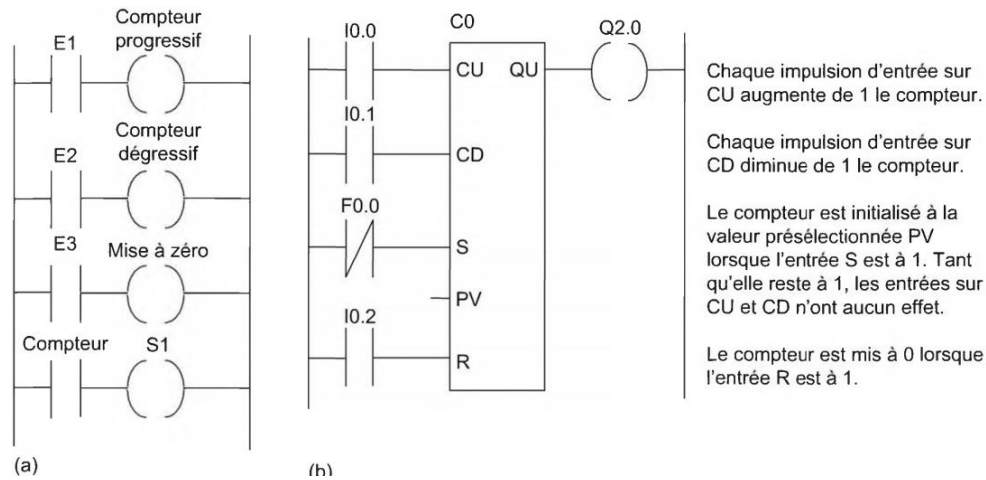 Compteur
progressif
E1
Compteur
dégressif
E2
E3
Mise à zéro
Compteur
S1
(a)
C0
I0.0
CU
QU
Q2.0
I0.1
CD
F0.0
S
PV
I0.2
R
(b)
Chaque impulsion d'entrée sur
CU augmente de 1 le compteur.
Chaque impulsion d'entrée sur
CD diminue de 1 le compteur.
Le compteur est initialisé à la
valeur présélectionnée PV
lorsque l'entrée S est à 1. Tant
qu'elle reste à 1, les entrées sur
CU et CD n'ont aucun effet.
Le compteur est mis à 0 lorsque
l'entrée R est à 1.